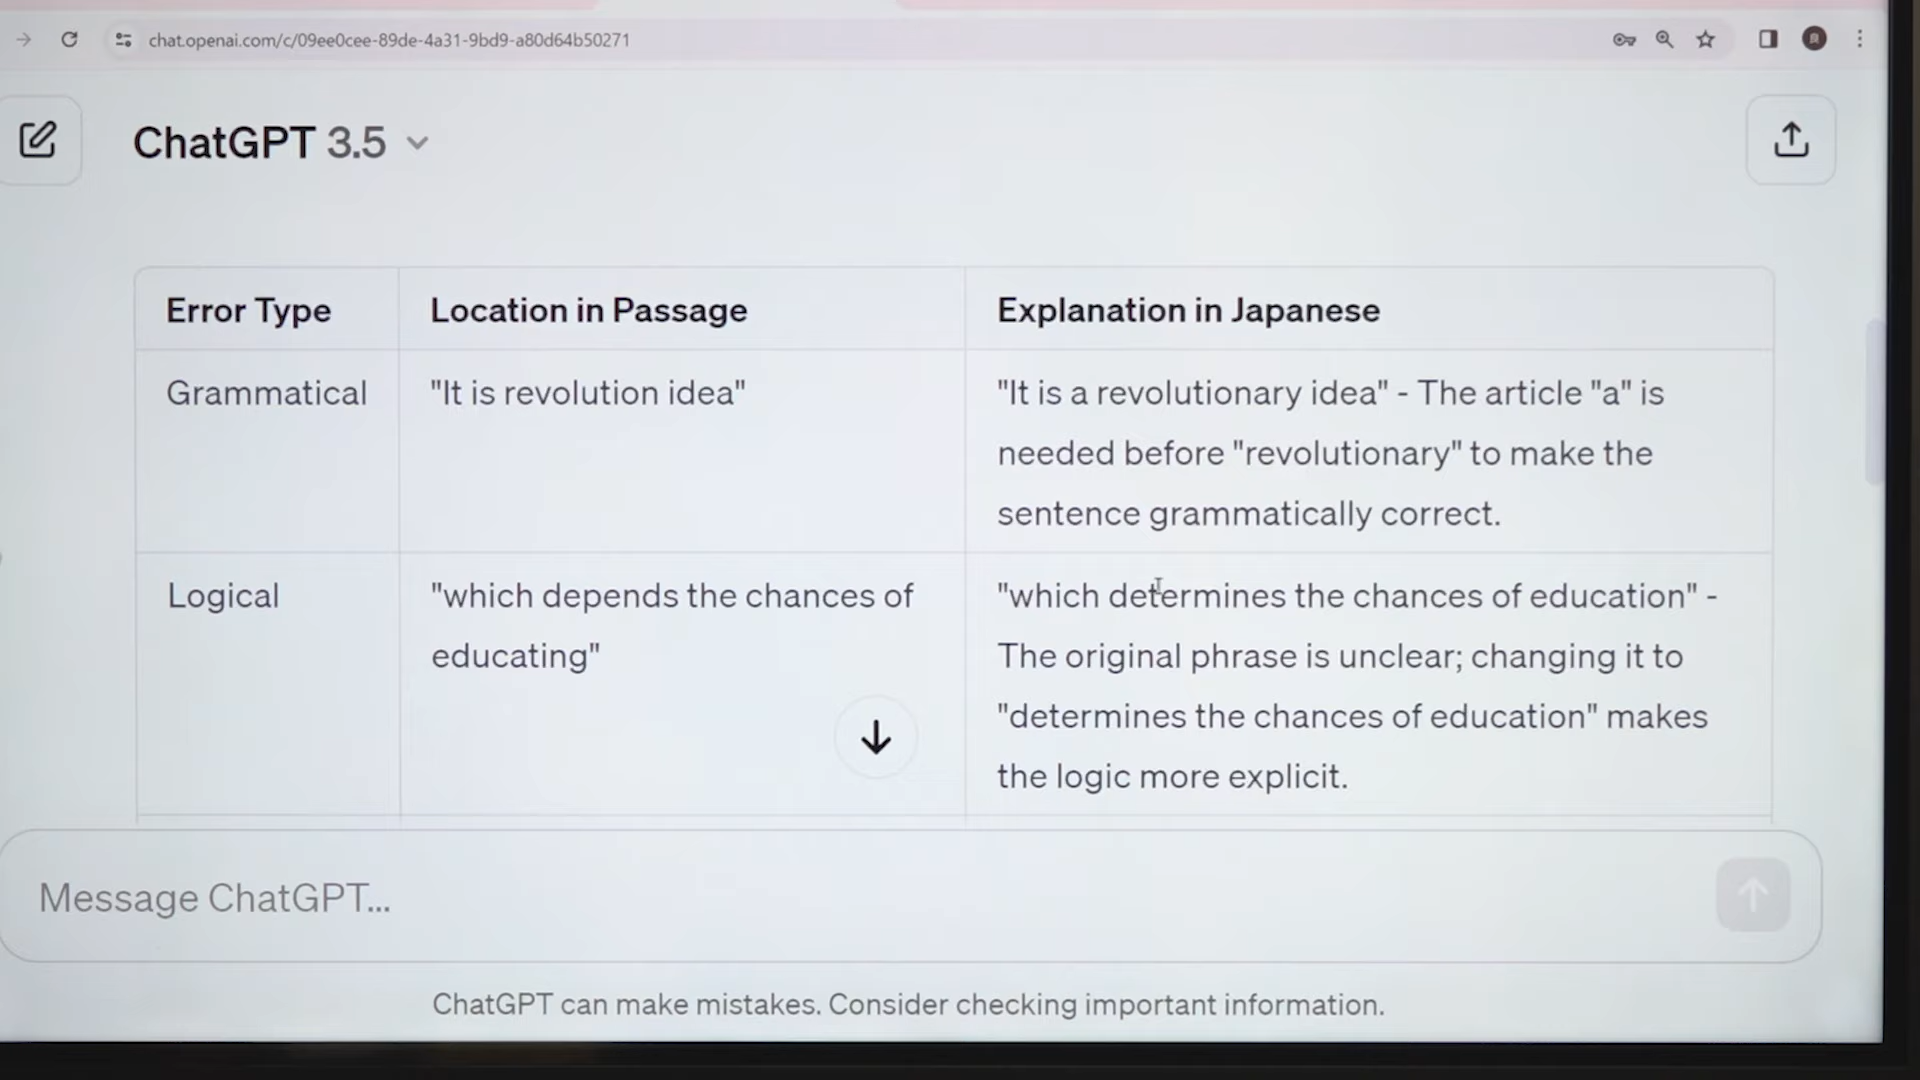 chat.openai.com/c/09ee0cee-89de-4a31-9bd9-a80d64b50271
ChatGPT 3.5
Error Type
Location in Passage
Explanation in Japanese
Grammatical
"It is revolution idea"
"It is a revolutionary idea" - The article "a" is
needed before "revolutionary" to make the
sentence grammatically correct.
Logical
"which depends the chances of
educating"
"which determines the chances of education" -
The original phrase is unclear; changing it to
"determines the chances of education" makes
the logic more explicit.
Message ChatGPT...
ChatGPT can make mistakes. Consider checking important information.